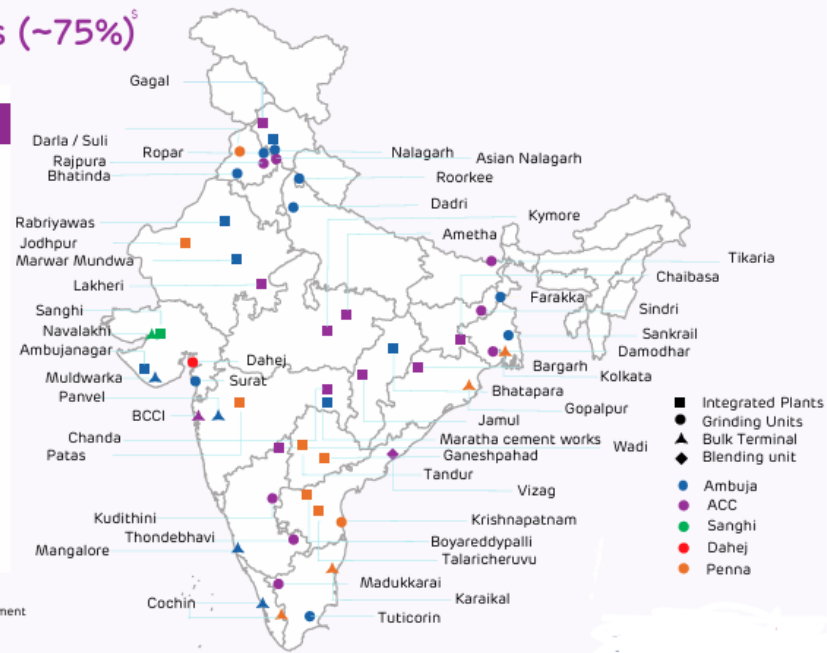 s (~75%)$
Gagal
Darla / Suli
Ropar
Nalagarh
Asian Nalagarh
Rajpura
Bhatinda
Roorkee
Dadri
Kymore
Rabriyawas
Ametha
Jodhpur
Marwar Mundwa
Tikaria
Chaibasa
Lakheri
Farakka
Sanghi
Sindri
Navalakhi
Sankrail
Ambujanagar
Damodhar
Dahej
Bargarh
Muldwarka
Surat
Kolkata
Panvel
Bhatapara
BCCI
Gopalpur
Jamul
Chanda
Maratha cement works
Wadi
Patas
Ganeshpahad
Tandur
Vizag
Kudithini
Krishnapatnam
Thondebhavi
Boyareddypalli
Mangalore
Talaricheruvu
Madukkarai
Cochin
Karaikal
Tuticorin
ment
Integrated Plants
Grinding Units
Bulk Terminal
Blending unit
Ambuja
ACC
Sanghi
Dahej
Penna